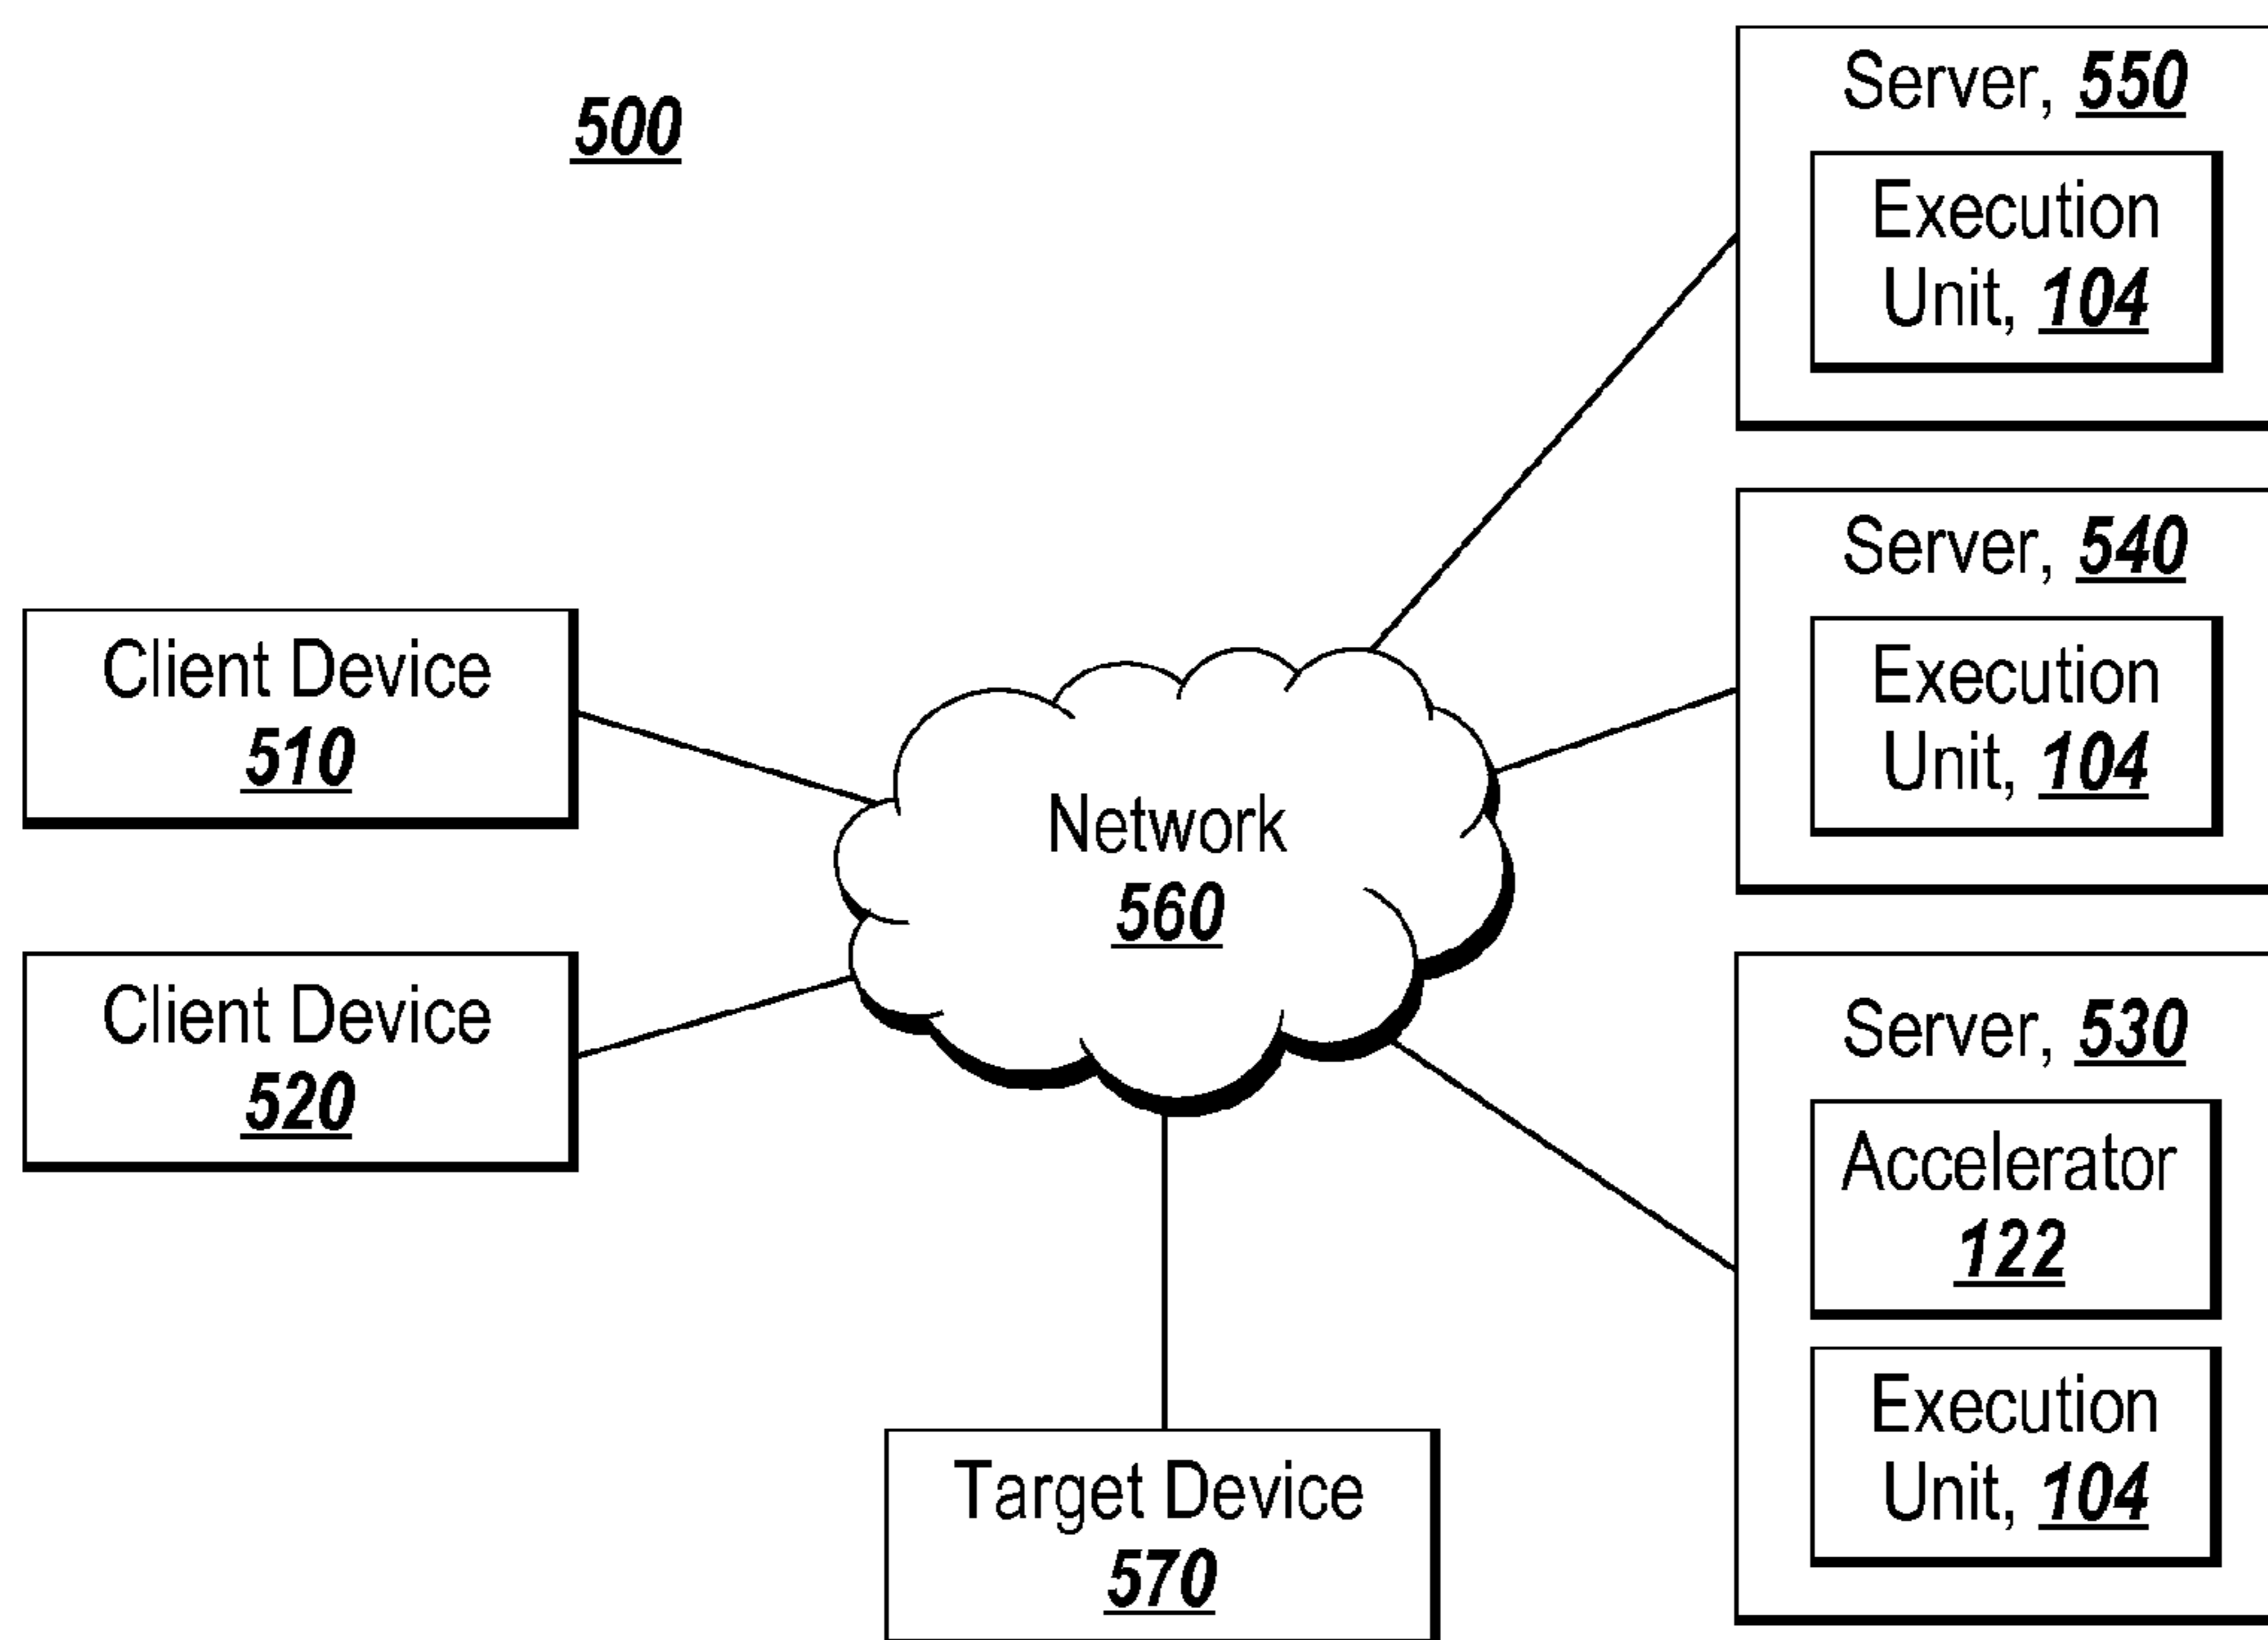 500
Server, 550
Execution
Unit, 104
Server, 540
Execution
Unit, 104
Client Device
510
Network
560
Client Device
520
Server, 530
Accelerator
122
Execution
Unit, 104
Target Device
570